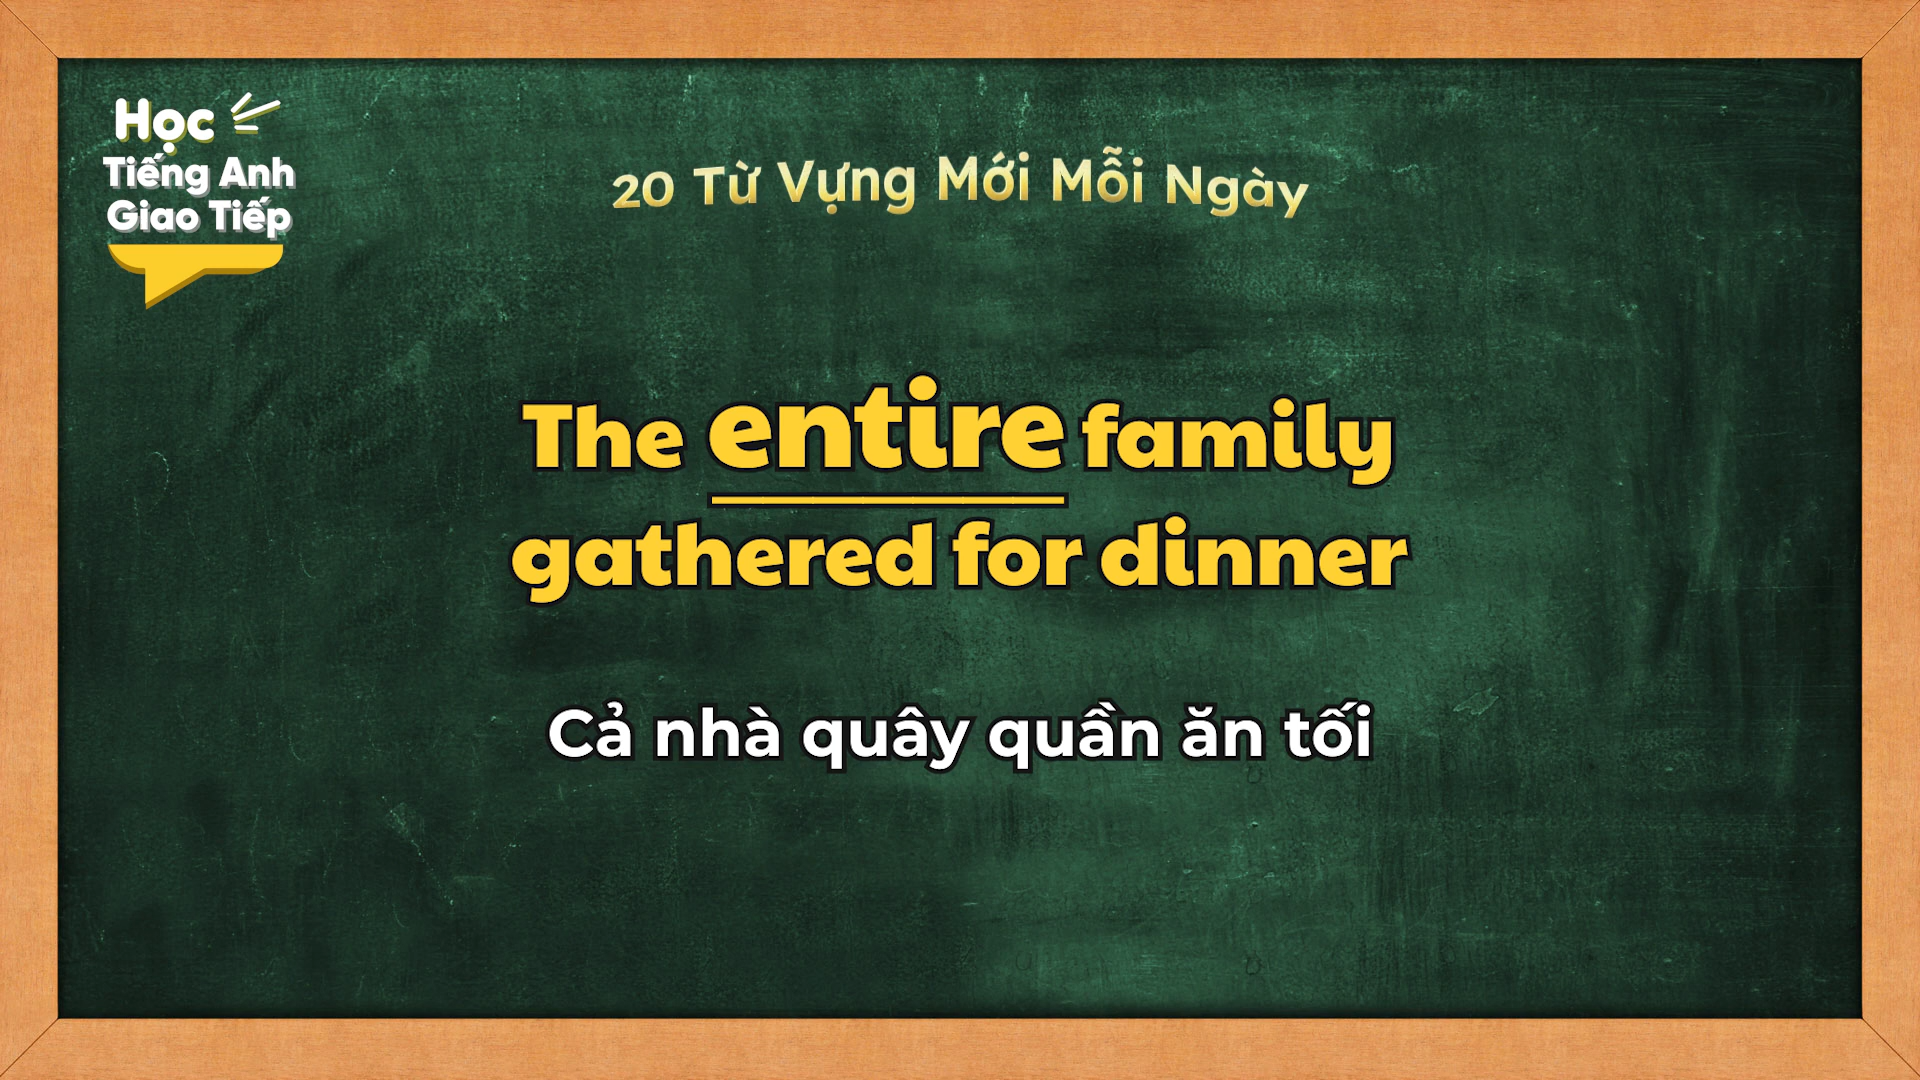 Học
Tiếng Anh
Giao Tiếp
20 Từ Vựng Mới Mỗi Ngày
The entire family
gathered for dinner
Cả nhà quây quần ăn tối